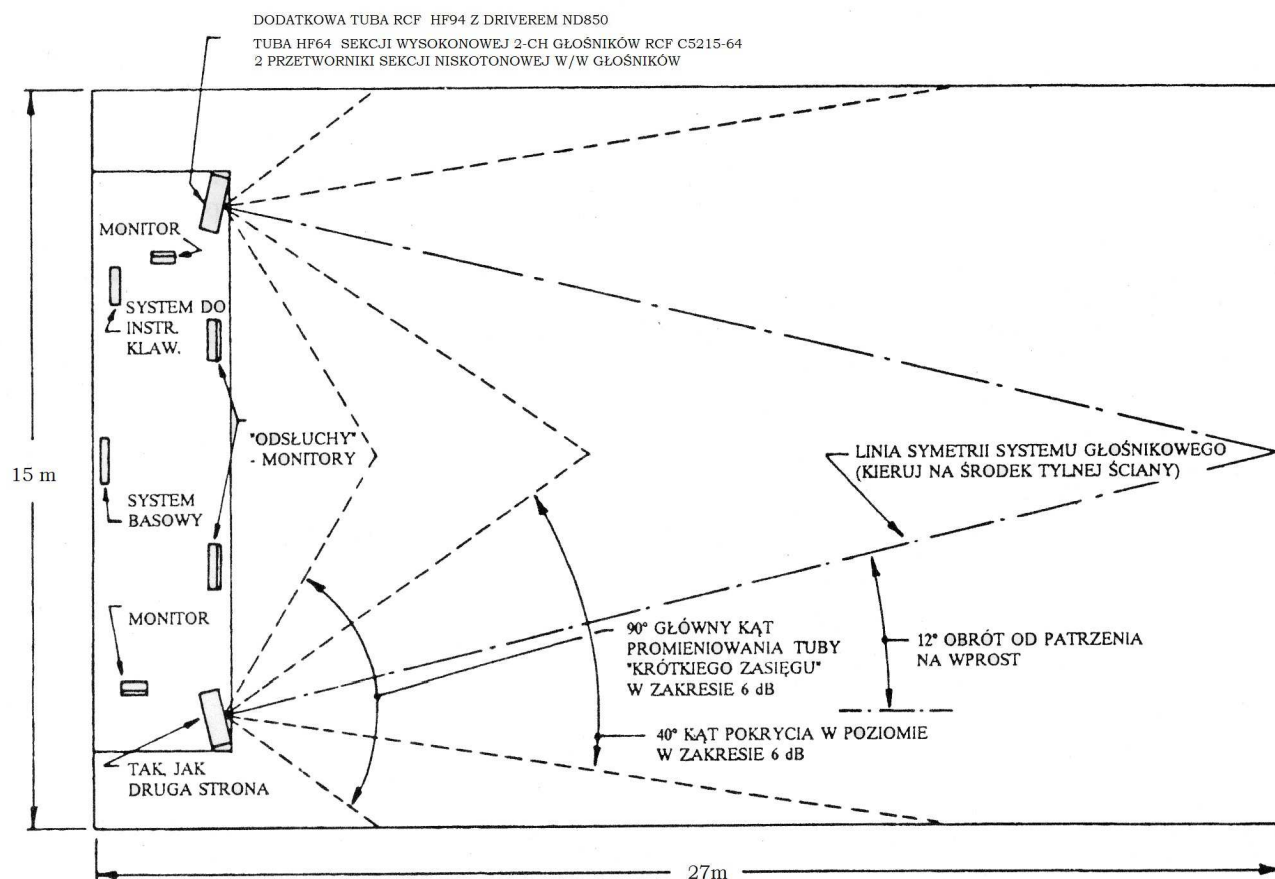 DODATKOWA TUBA RCF HF94 Z DRIVEREM ND850
TUBA HF64 SEKCJI WYSOKONOWEJ 2-CH GŁOŚNIKÓW RCF C5215-64
2 PRZETWORNIKI SEKCJI NISKOTONOWEJ W/W GŁOŚNIKÓW
MONITOR
SYSTEM DO
INSTR.
KLAW.
"ODSŁUCHY"
- MONITORY
LINIA SYMETRII SYSTEMU GŁOŚNIKOWEGO
(KIERUJ NA ŚRODEK TYLNEJ ŚCIANY)
15 m
SYSTEM
BASOWY
MONITOR
90° GŁÓWNY KĄT
PROMIENIOWANIA TUBY
"KRÓTKIEGO ZASIĘGU"
W ZAKRESIE 6 dB
12° OBRÓT OD PATRZENIA
NA WPROST
40° KĄT POKRYCIA W POZIOMIE
W ZAKRESIE 6 dB
TAK, JAK
DRUGA STRONA
27m